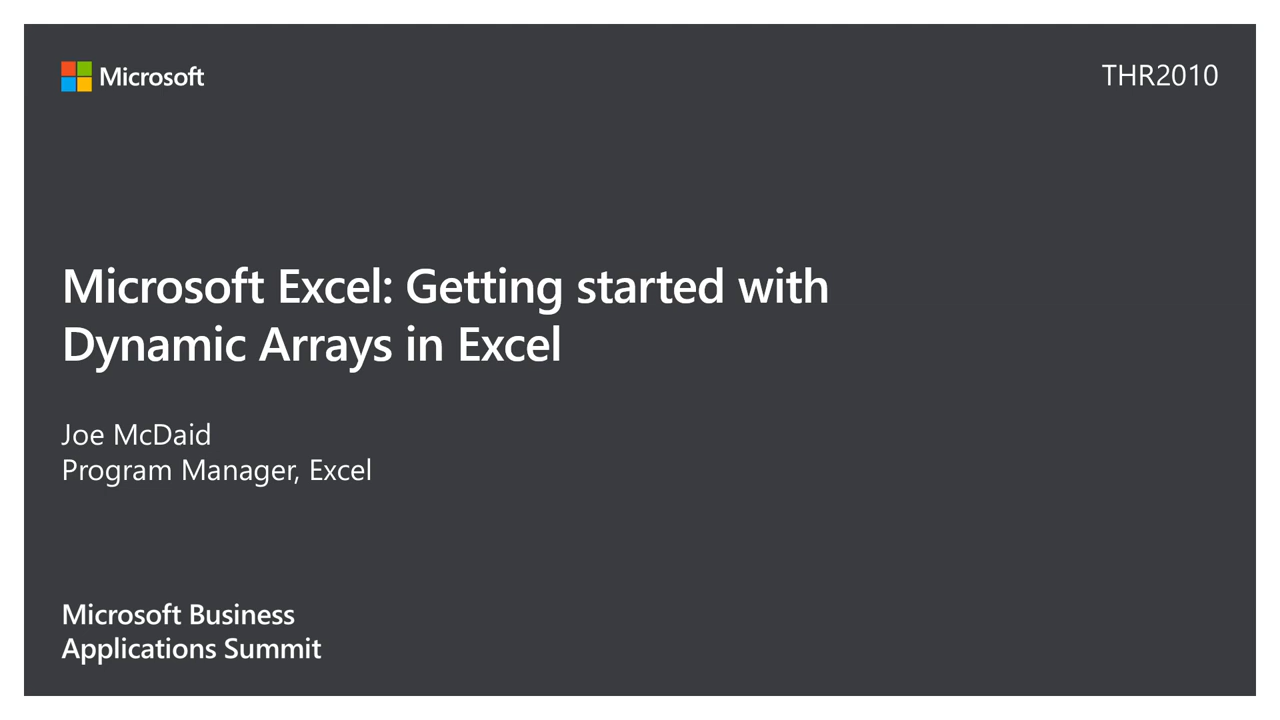 Microsoft
THR2010
Microsoft Excel: Getting started with
Dynamic Arrays in Excel
Joe McDaid
Program Manager, Excel
Microsoft Business
Applications Summit